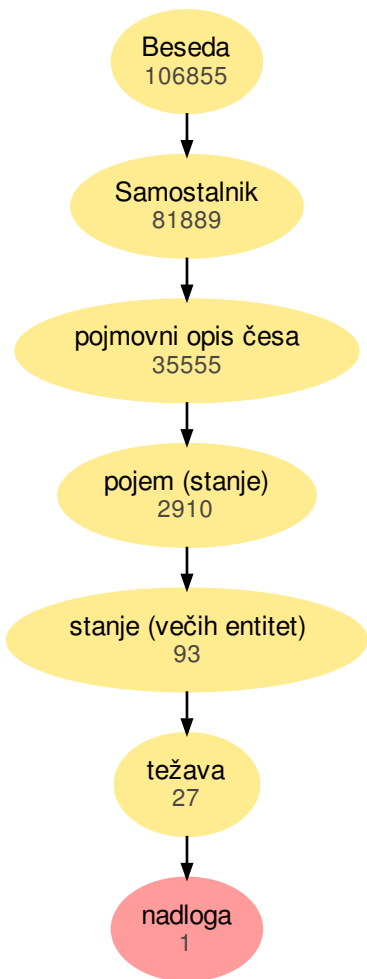 Beseda
106855
Samostalnik
81889
pojmovni opis česa
35555
pojem (stanje)
2910
stanje (večih entitet)
93
težava
27
nadloga
1